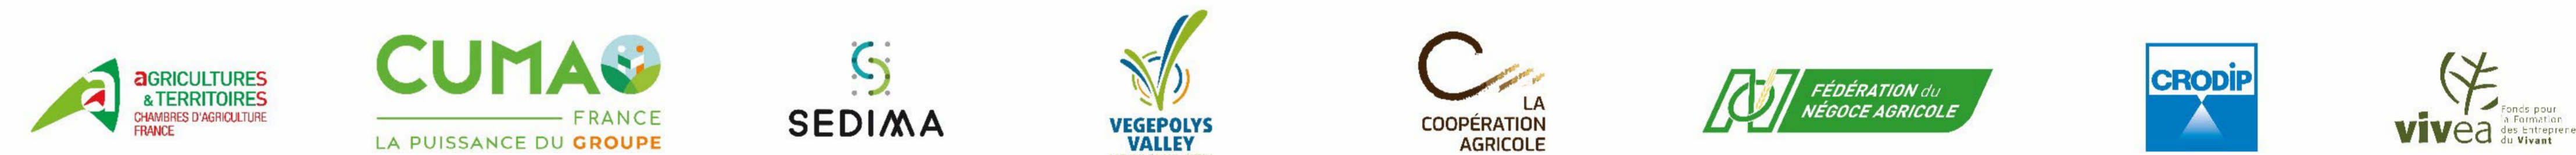 aGRICULTURES
& TERRITOIRES
CHAMBRES D'AGRICULTURE
FRANCE
CUMA
FRANCE
LA PUISSANCE DU GROUPE
SEDIMA
VEGEPOLYS
VALLEY
LA
COOPÉRATION
AGRICOLE
FÉDÉRATION du
NÉGOCE AGRICOLE
CRODIP
vivea
Fonds pour
la Formation
des Entreprene
du Vivant